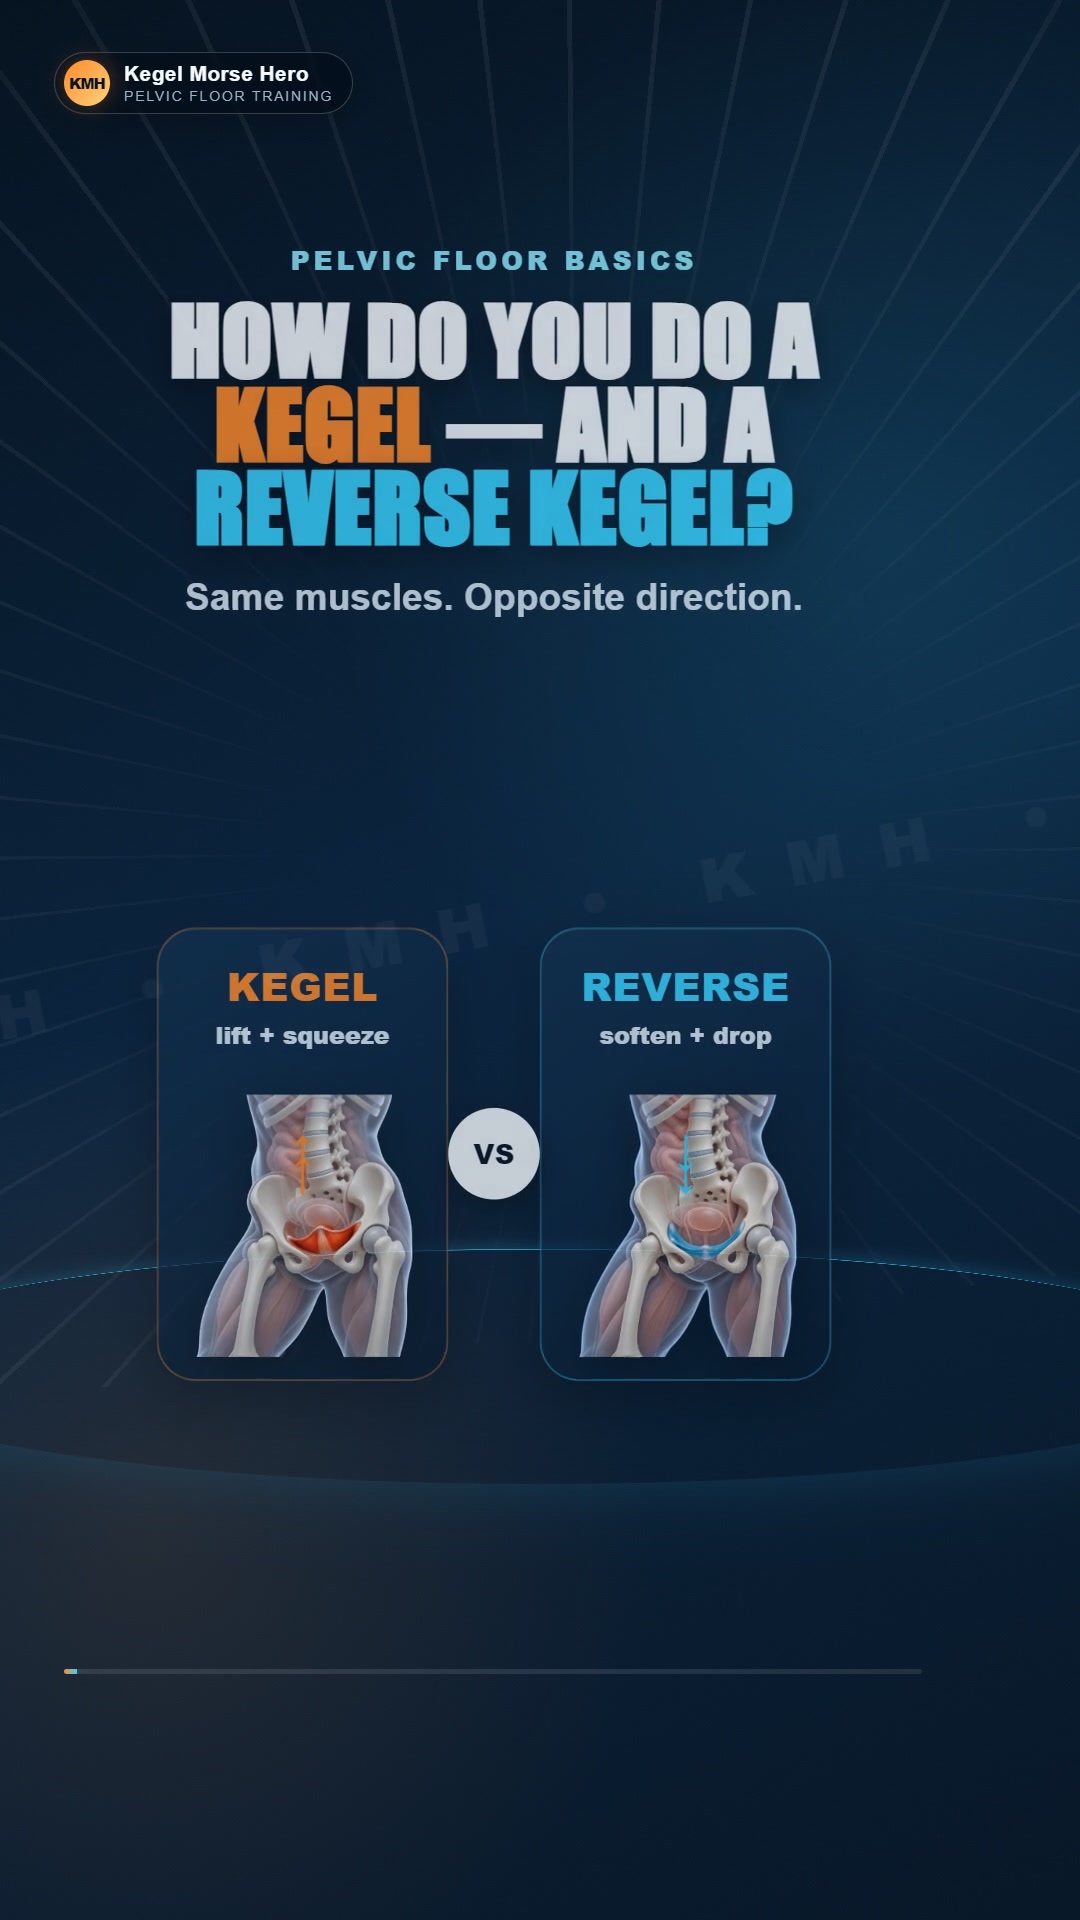 KMH
Kegel Morse Hero
PELVIC FLOOR TRAINING
PELVIC FLOOR BASICS
HOW DO YOU DO A
KEGEL — AND A
REVERSE KEGEL?
Same muscles. Opposite direction.
H • KMH • KMH •
KEGEL
lift + squeeze
VS
REVERSE
soften + drop